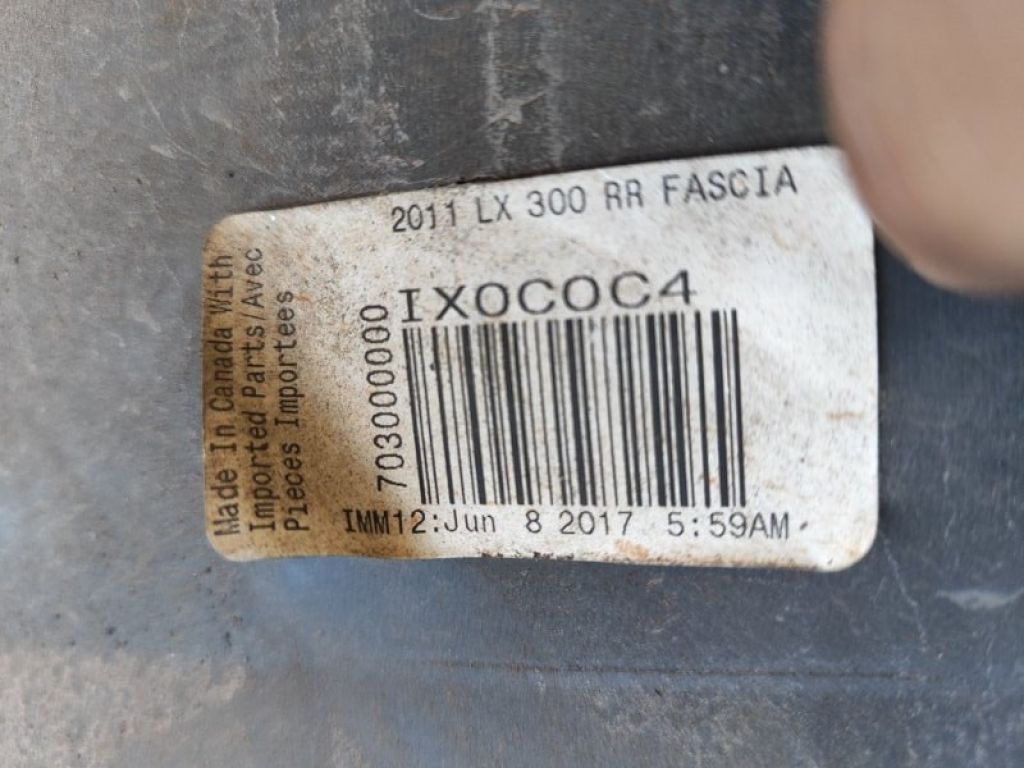 2011 LX 300 RR FASCIA
IX0C0C4
703000000
Made In Canada With
Imported Parts/Avec
Pieces Importees
IMM12:Jun 8 2017 5:59AM